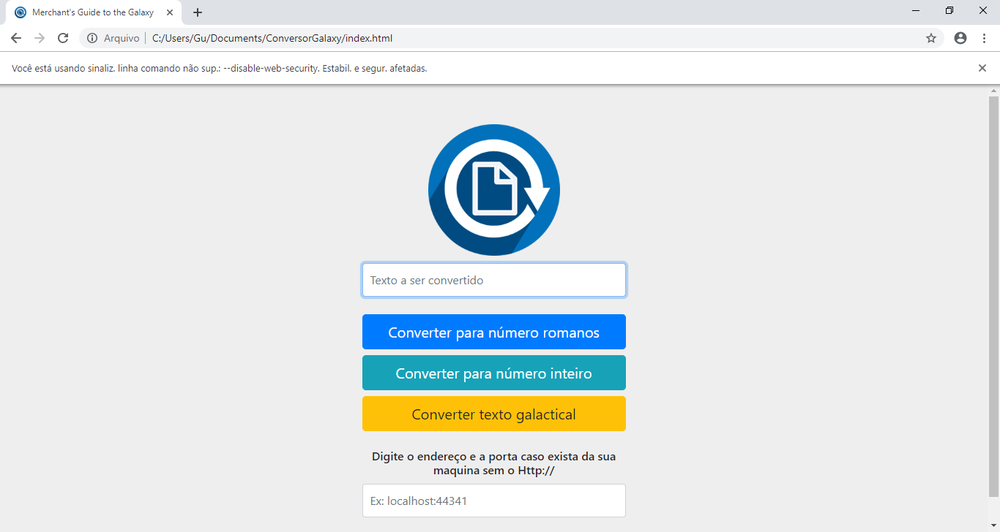 Merchant's Guide to the Galaxy
Arquivo | C:/Users/Gu/Documents/ConversorGalaxy/index.html
Você está usando sinaliz. linha comando não sup.: --disable-web-security. Estabil. e segur. afetadas.
Texto a ser convertido
Converter para número romanos
Converter para número inteiro
Converter texto galactical
Digite o endereço e a porta caso exista da sua
maquina sem o Http://
Ex: localhost:44341